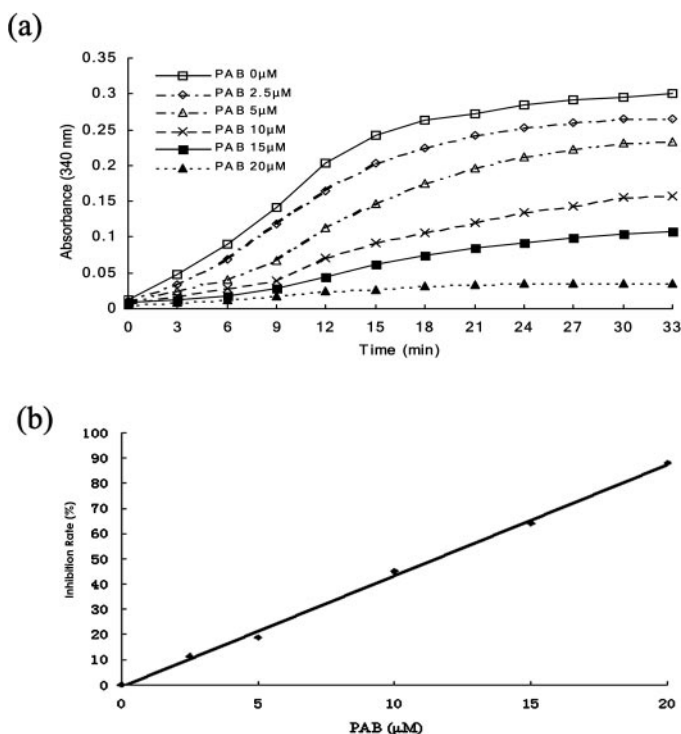 (a)
0.35
0.3
0.25
0.2
0.15
0.1
0.05
0
Absorbance (340 nm)
PAB 0μM
PAB 2.5μM
PAB 5μM
PAB 10μM
PAB 15μM
PAB 20μM
0 3 6 9 12 15 18 21 24 27 30 33
Time (min)
(b)
100
90
80
70
60
50
40
30
20
10
0
Inhibition Rate (%)
0 5 10 15 20
PAB (μM)